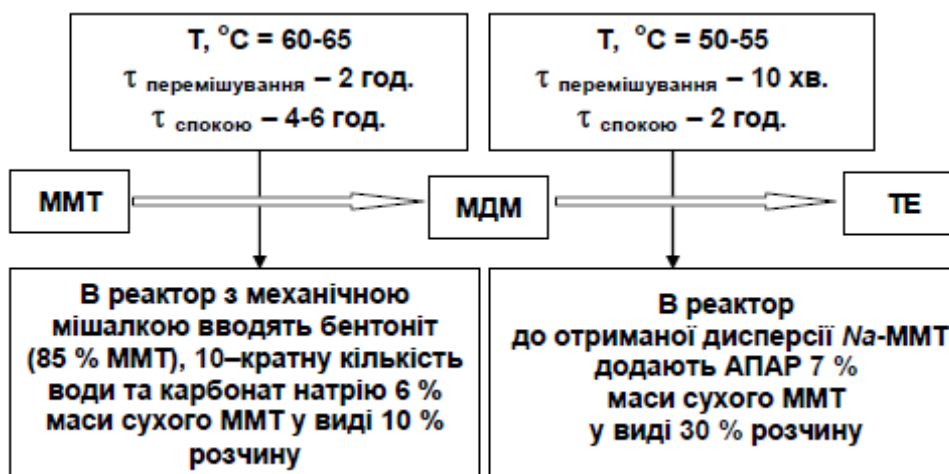 T, °C = 60-65
τ перемішування – 2 год.
τ спокою – 4-6 год.
T, °C = 50-55
τ перемішування – 10 хв.
τ спокою – 2 год.
ММТ
МДМ
ТЕ
В реактор з механічною
мішалкою вводять бентоніт
(85 % ММТ), 10–кратну кількість
води та карбонат натрію 6 %
маси сухого ММТ у виді 10 %
розчину
В реактор
до отриманої дисперсії Na-ММТ
додають АПАР 7 %
маси сухого ММТ
у виді 30 % розчину